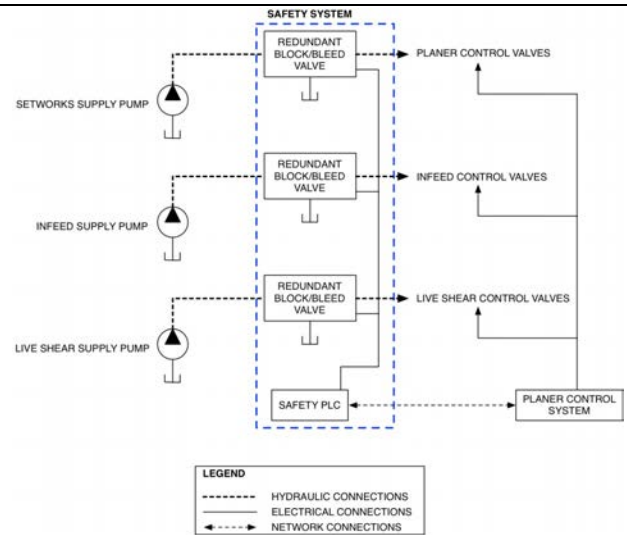 SAFETY SYSTEM
REDUNDANT
BLOCK/BLEED
VALVE
PLANER CONTROL VALVES
SETWORKS SUPPLY PUMP
REDUNDANT
BLOCK/BLEED
VALVE
INFEED CONTROL VALVES
INFEED SUPPLY PUMP
REDUNDANT
BLOCK/BLEED
VALVE
LIVE SHEAR CONTROL VALVES
LIVE SHEAR SUPPLY PUMP
SAFETY PLC
PLANER CONTROL
SYSTEM
LEGEND
HYDRAULIC CONNECTIONS
ELECTRICAL CONNECTIONS
NETWORK CONNECTIONS